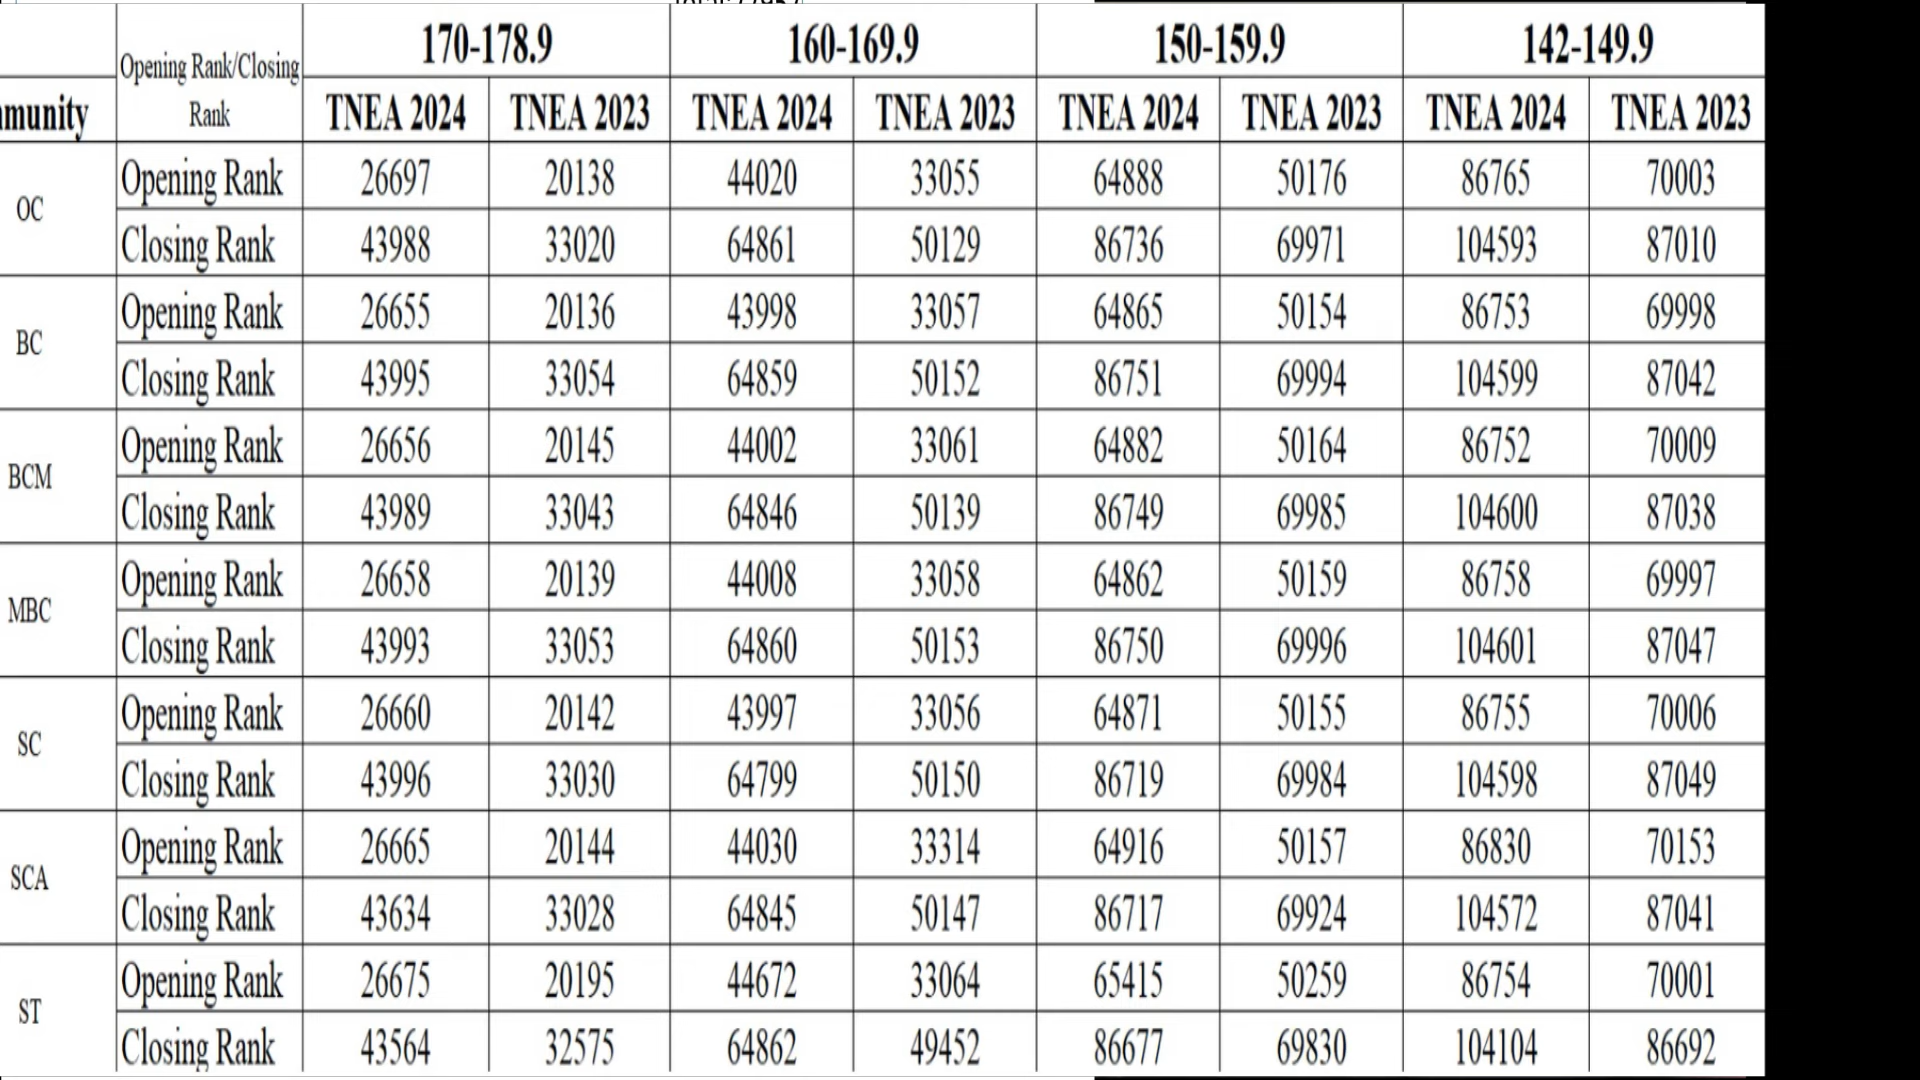 170-178.9 160-169.9 150-159.9 142-149.9
Opening Rank/Closing Rank
munity TNEA 2024 TNEA 2023 TNEA 2024 TNEA 2023 TNEA 2024 TNEA 2023 TNEA 2024 TNEA 2023
OC
Opening Rank 26697 20138 44020 33055 64888 50176 86765 70003
Closing Rank 43988 33020 64861 50129 86736 69971 104593 87010
BC
Opening Rank 26655 20136 43998 33057 64865 50154 86753 69998
Closing Rank 43995 33054 64859 50152 86751 69994 104599 87042
BCM
Opening Rank 26656 20145 44002 33061 64882 50164 86752 70009
Closing Rank 43989 33043 64846 50139 86749 69985 104600 87038
MBC
Opening Rank 26658 20139 44008 33058 64862 50159 86758 69997
Closing Rank 43993 33053 64860 50153 86750 69996 104601 87047
SC
Opening Rank 26660 20142 43997 33056 64871 50155 86755 70006
Closing Rank 43996 33030 64799 50150 86719 69984 104598 87049
SCA
Opening Rank 26665 20144 44030 33314 64916 50157 86830 70153
Closing Rank 43634 33028 64845 50147 86717 69924 104572 87041
ST
Opening Rank 26675 20195 44672 33064 65415 50259 86754 70001
Closing Rank 43564 32575 64862 49452 86677 69830 104104 86692